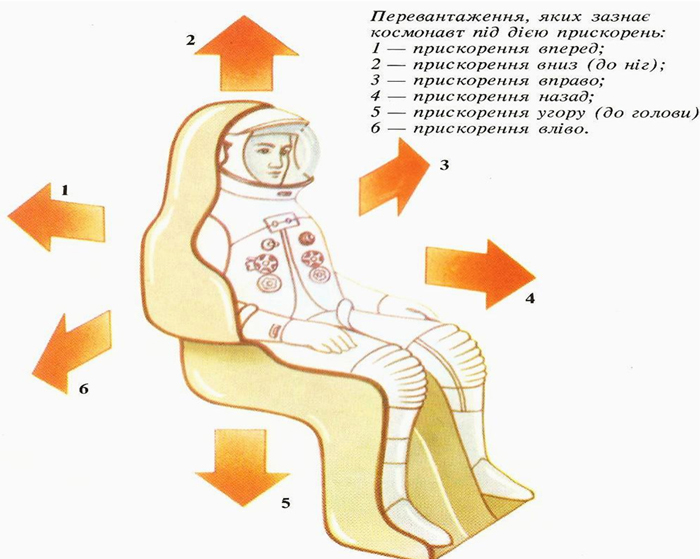 Перевантаження, яких зазнає
космонавт під дією прискорень:
1 — прискорення вперед;
2 — прискорення вниз (до ніг);
3 — прискорення вправо;
4 — прискорення назад;
5 — прискорення угору (до голови)
6 — прискорення вліво.
2
3
1
4
6
5